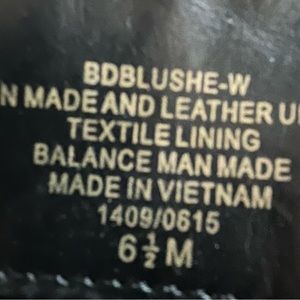 BDBLUSHE-W
N MADE AND LEATHER U
TEXTILE LINING
BALANCE MAN MADE
MADE IN VIETNAM
1409/0615
6 ½ M